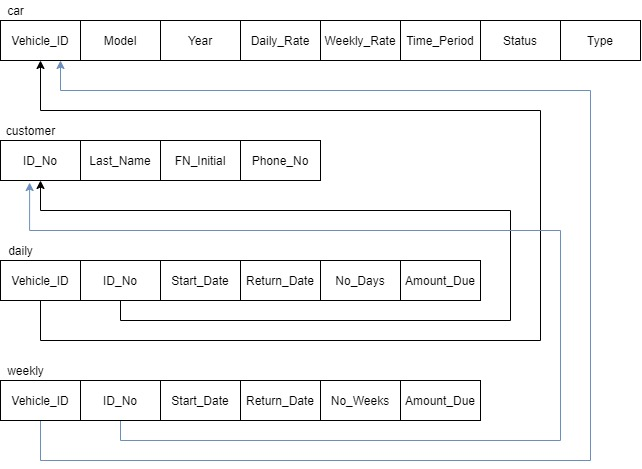 car
Vehicle_ID Model Year Daily_Rate Weekly_Rate Time_Period Status Type
customer
ID_No Last_Name FN_Initial Phone_No
daily
Vehicle_ID ID_No Start_Date Return_Date No_Days Amount_Due
weekly
Vehicle_ID ID_No Start_Date Return_Date No_Weeks Amount_Due